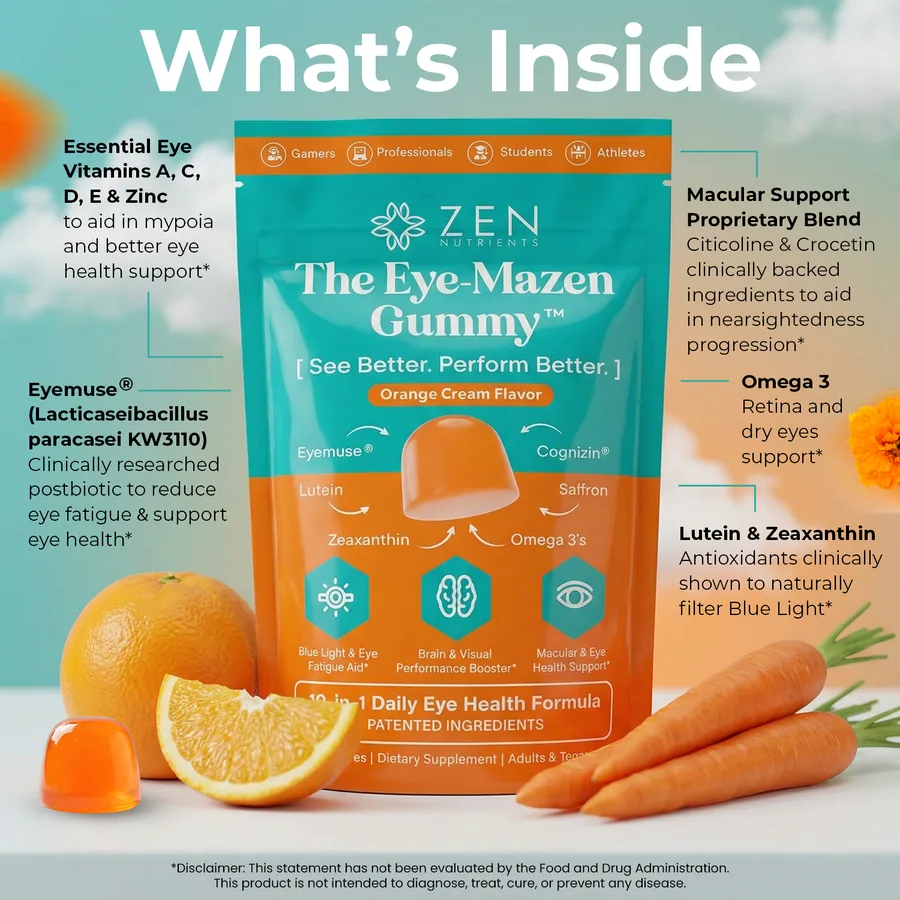 What's Inside
Essential Eye
Vitamins A, C,
D, E & Zinc
to aid in mypoia
and better eye
health support*
Eyemuse®
(Lacticaseibacillus
paracasei KW3110)
Clinically researched
postbiotic to reduce
eye fatigue & support
eye health*
Gamers Professionals Students Athletes
ZEN
NUTRIENTS
The Eye-Mazen
Gummy™
[ See Better. Perform Better. ]
Orange Cream Flavor
Eyemuse® Cognizin®
Lutein Saffron
Zeaxanthin Omega 3's
Blue Light & Eye
Fatigue Aid*
Brain & Visual
Performance Booster*
Macular & Eye
Health Support*
in-1 Daily Eye Health Formula
PATENTED INGREDIENTS
| Dietary Supplement | Adults &
Macular Support
Proprietary Blend
Citicoline & Crocetin
clinically backed
ingredients to aid
in nearsightedness
progression*
Omega 3
Retina and
dry eyes
support*
Lutein & Zeaxanthin
Antioxidants clinically
shown to naturally
filter Blue Light*
*Disclaimer: This statement has not been evaluated by the Food and Drug Administration.
This product is not intended to diagnose, treat, cure, or prevent any disease.